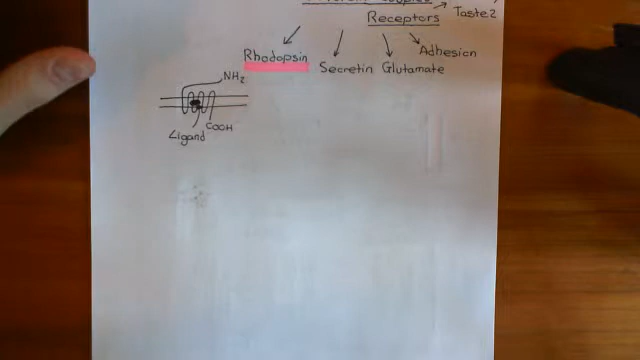 Receptors
Taste2
Rhodopsin
Secretin
Glutamate
Adhesion
NH₂
COOH
Ligand